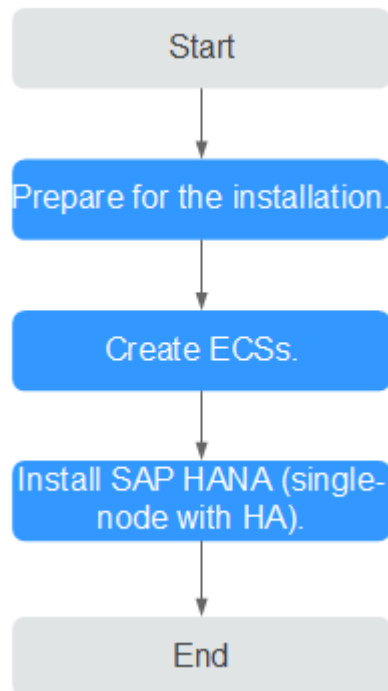 Start
Prepare for the installation.
Create ECSs.
Install SAP HANA (single-
node with HA).
End